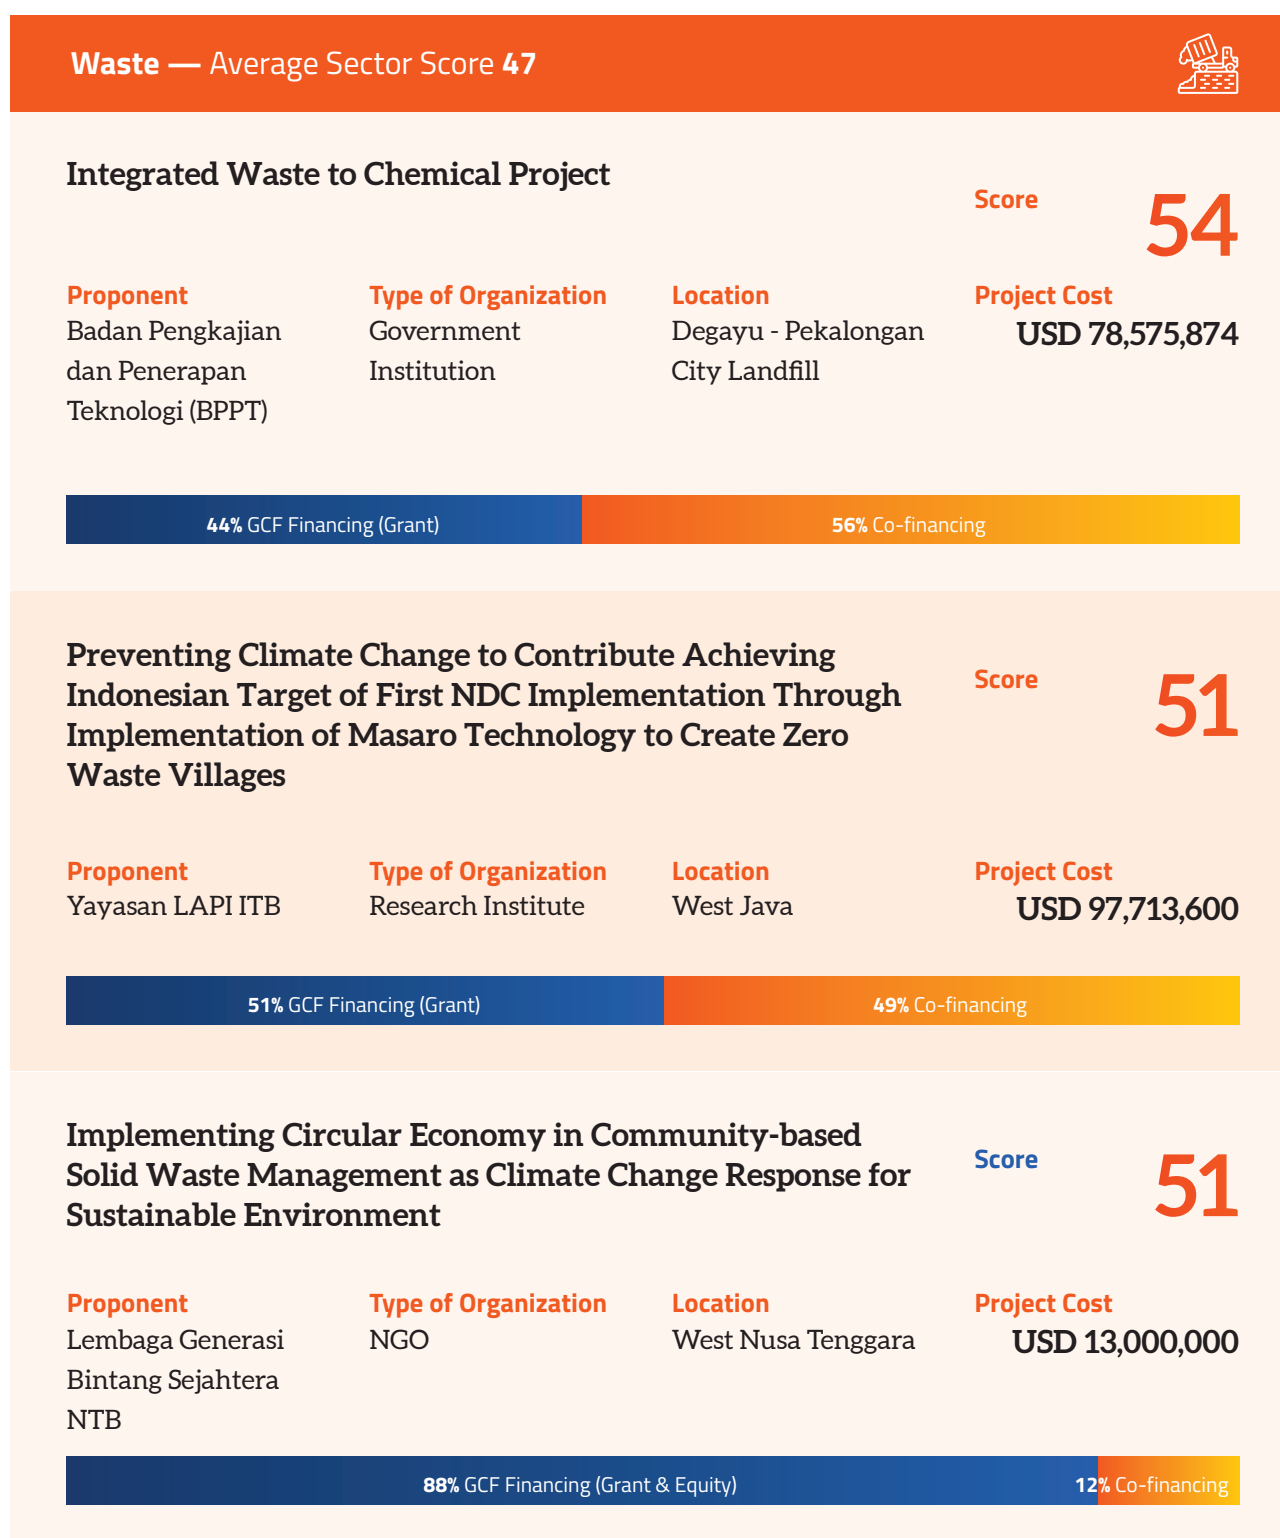 Waste — Average Sector Score 47
Integrated Waste to Chemical Project
Score
54
Proponent
Badan Pengkajian
dan Penerapan
Teknologi (BPPT)
Type of Organization
Government
Institution
Location
Degayu - Pekalongan
City Landfill
Project Cost
USD 78,575,874
44% GCF Financing (Grant)
56% Co-financing
Preventing Climate Change to Contribute Achieving
Indonesian Target of First NDC Implementation Through
Implementation of Masaro Technology to Create Zero
Waste Villages
Score
51
Proponent
Yayasan LAPI ITB
Type of Organization
Research Institute
Location
West Java
Project Cost
USD 97,713,600
51% GCF Financing (Grant)
49% Co-financing
Implementing Circular Economy in Community-based
Solid Waste Management as Climate Change Response for
Sustainable Environment
Score
51
Proponent
Lembaga Generasi
Bintang Sejahtera
NTB
Type of Organization
NGO
Location
West Nusa Tenggara
Project Cost
USD 13,000,000
88% GCF Financing (Grant & Equity)
12% Co-financing